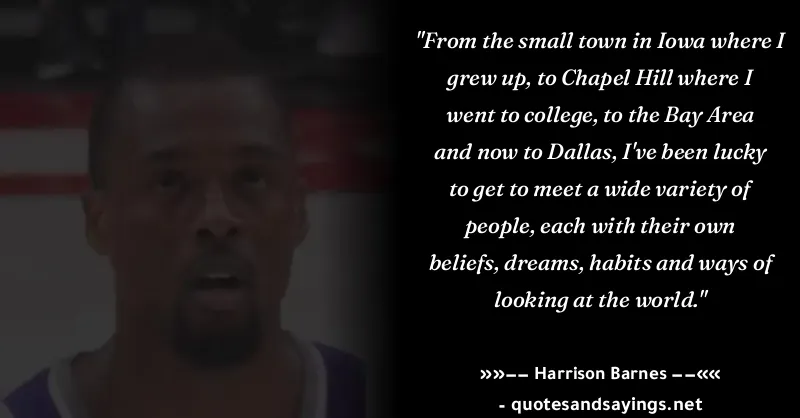 "From the small town in Iowa where I
grew up, to Chapel Hill where I
went to college, to the Bay Area
and now to Dallas, I've been lucky
to get to meet a wide variety of
people, each with their own
beliefs, dreams, habits and ways of
looking at the world."
»»−− Harrison Barnes −−««
- quotesandsayings.net